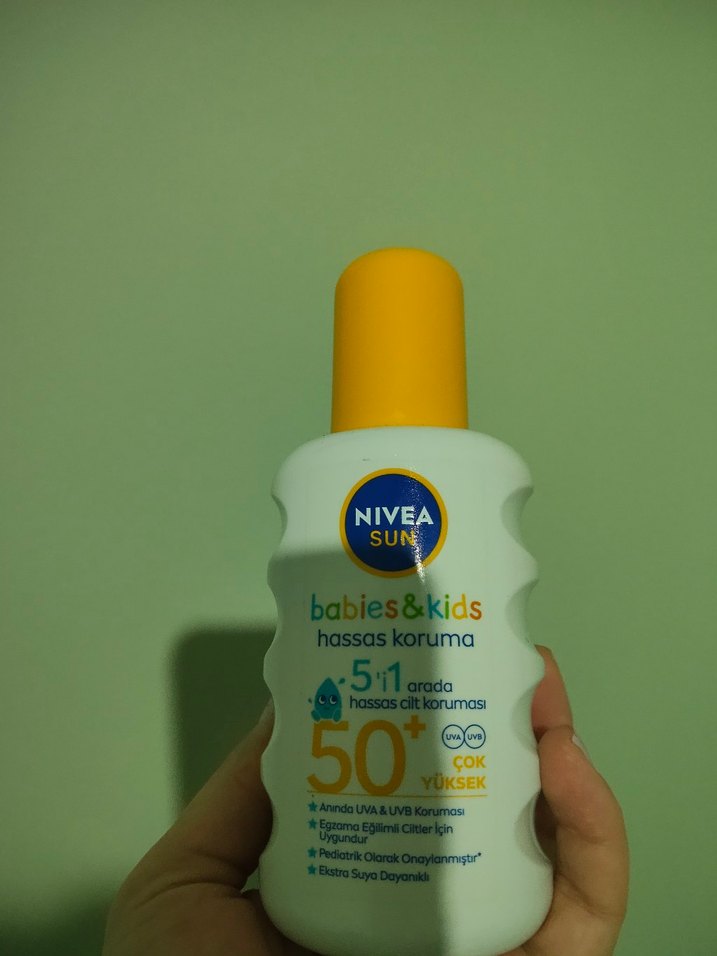 NIVEA
SUN
babies&kids
hassas koruma
5'i1 arada
hassas cilt koruması
50+
UVA UVB
ÇOK
YÜKSEK
Anında UVA & UVB Koruması
Egzama Eğilimli Ciltler İçin
Uygundur
Pediatrik Olarak Onaylanmıştır*
Ekstra Suya Dayanıklı